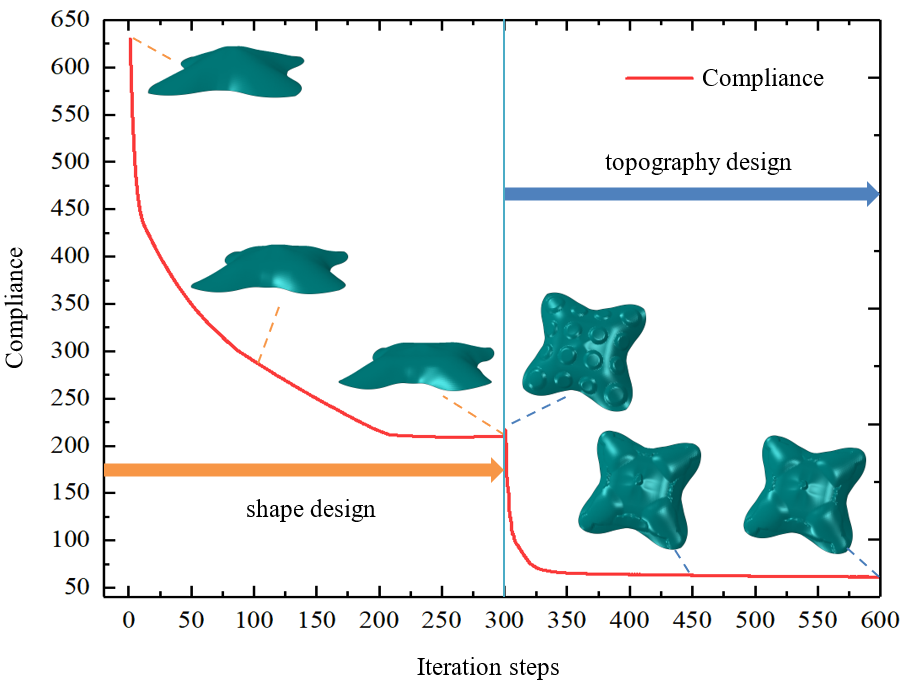 650
600
550
500
450
400
350
300
250
200
150
100
50
Compliance
Compliance
topography design
shape design
0 50 100 150 200 250 300 350 400 450 500 550 600
Iteration steps